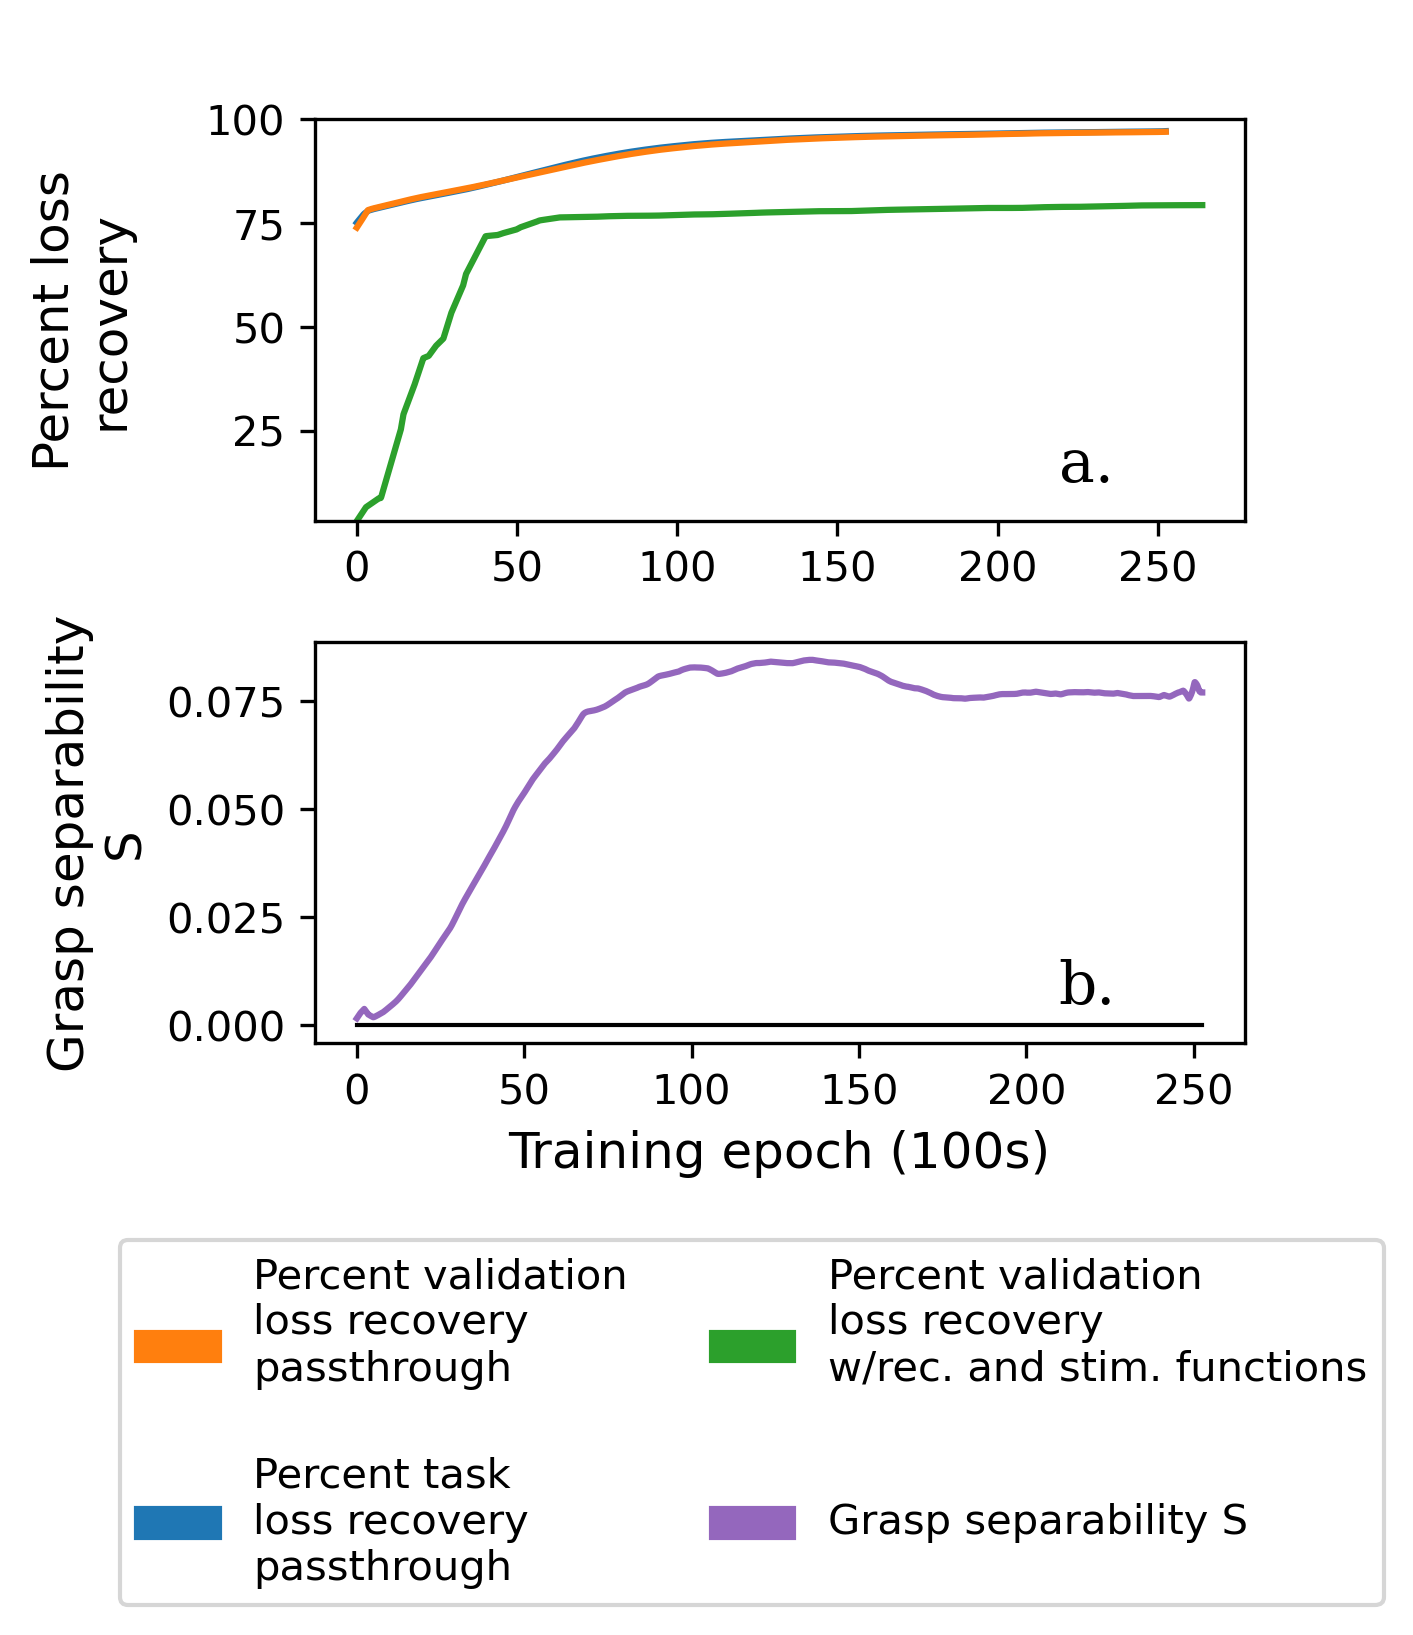 Percent loss
recovery
100
75
50
25
a.
0 50 100 150 200 250
Grasp separability
S
0.075
0.050
0.025
0.000
b.
0 50 100 150 200 250
Training epoch (100s)
Percent validation
loss recovery
passthrough
Percent task
loss recovery
passthrough
Percent validation
loss recovery
w/rec. and stim. functions
Grasp separability S